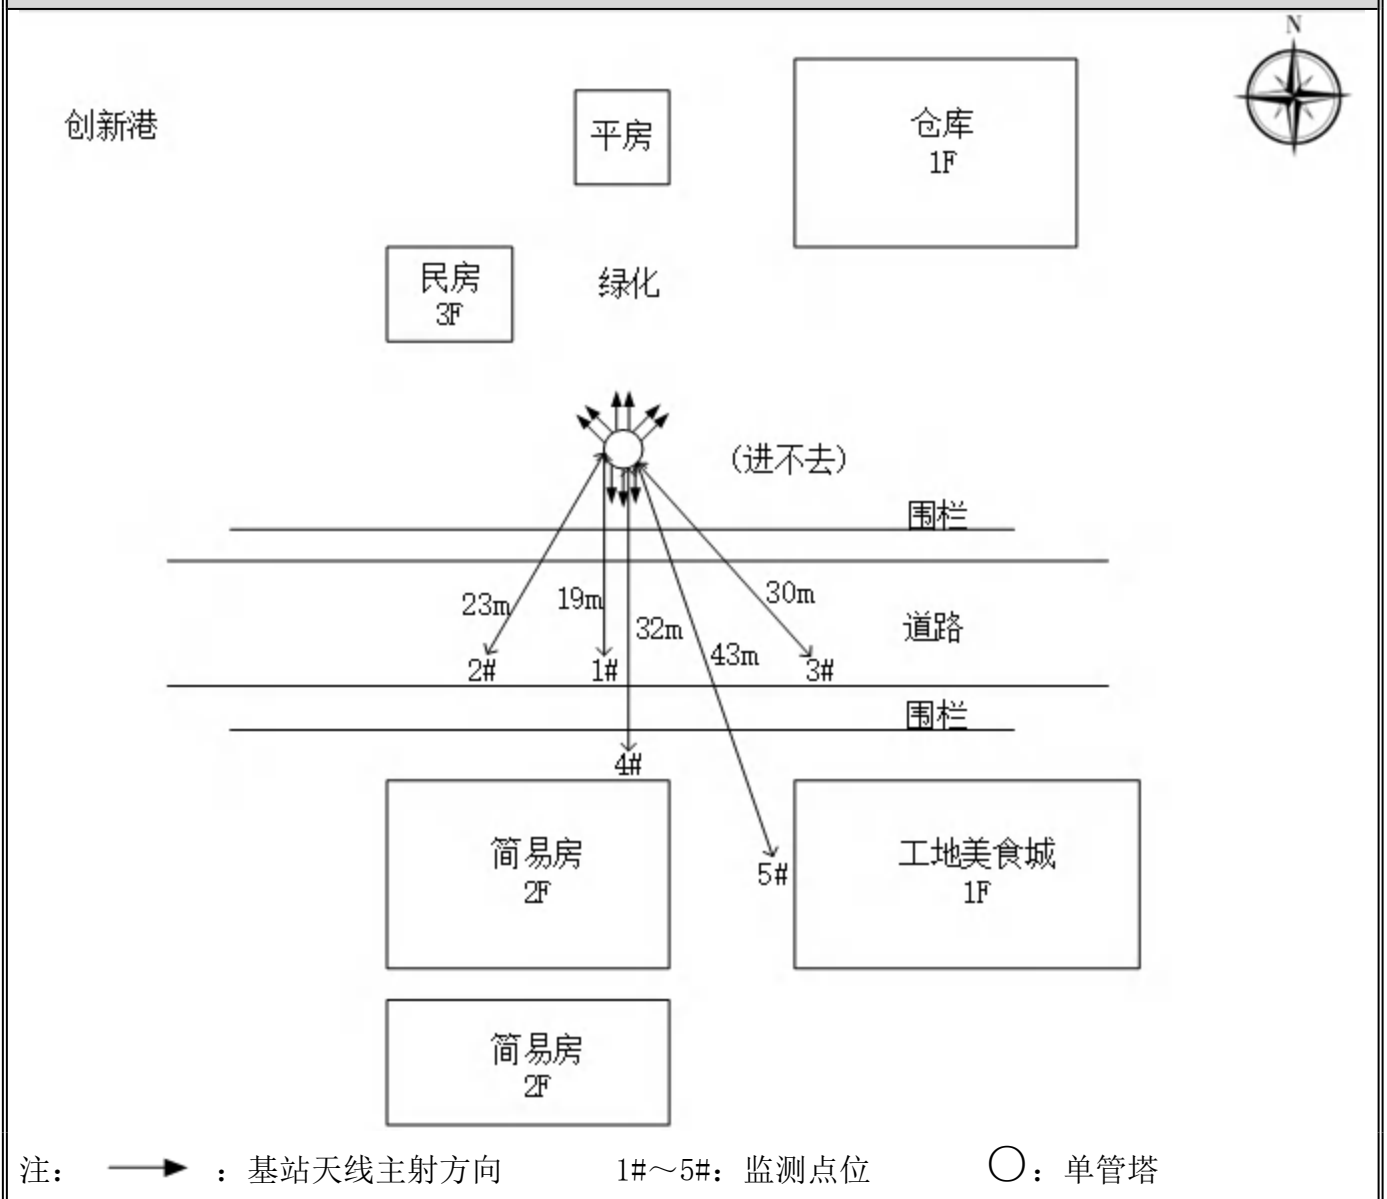 N
创新港
平房
仓库
1F
民房
3F
绿化
(进不去)
围栏
23m
19m
32m
30m
43m
道路
2#
1#
3#
围栏
4#
简易房
2F
工地美食城
1F
5#
简易房
2F
注: : 基站天线主射方向 1#～5#: 监测点位 : 单管塔